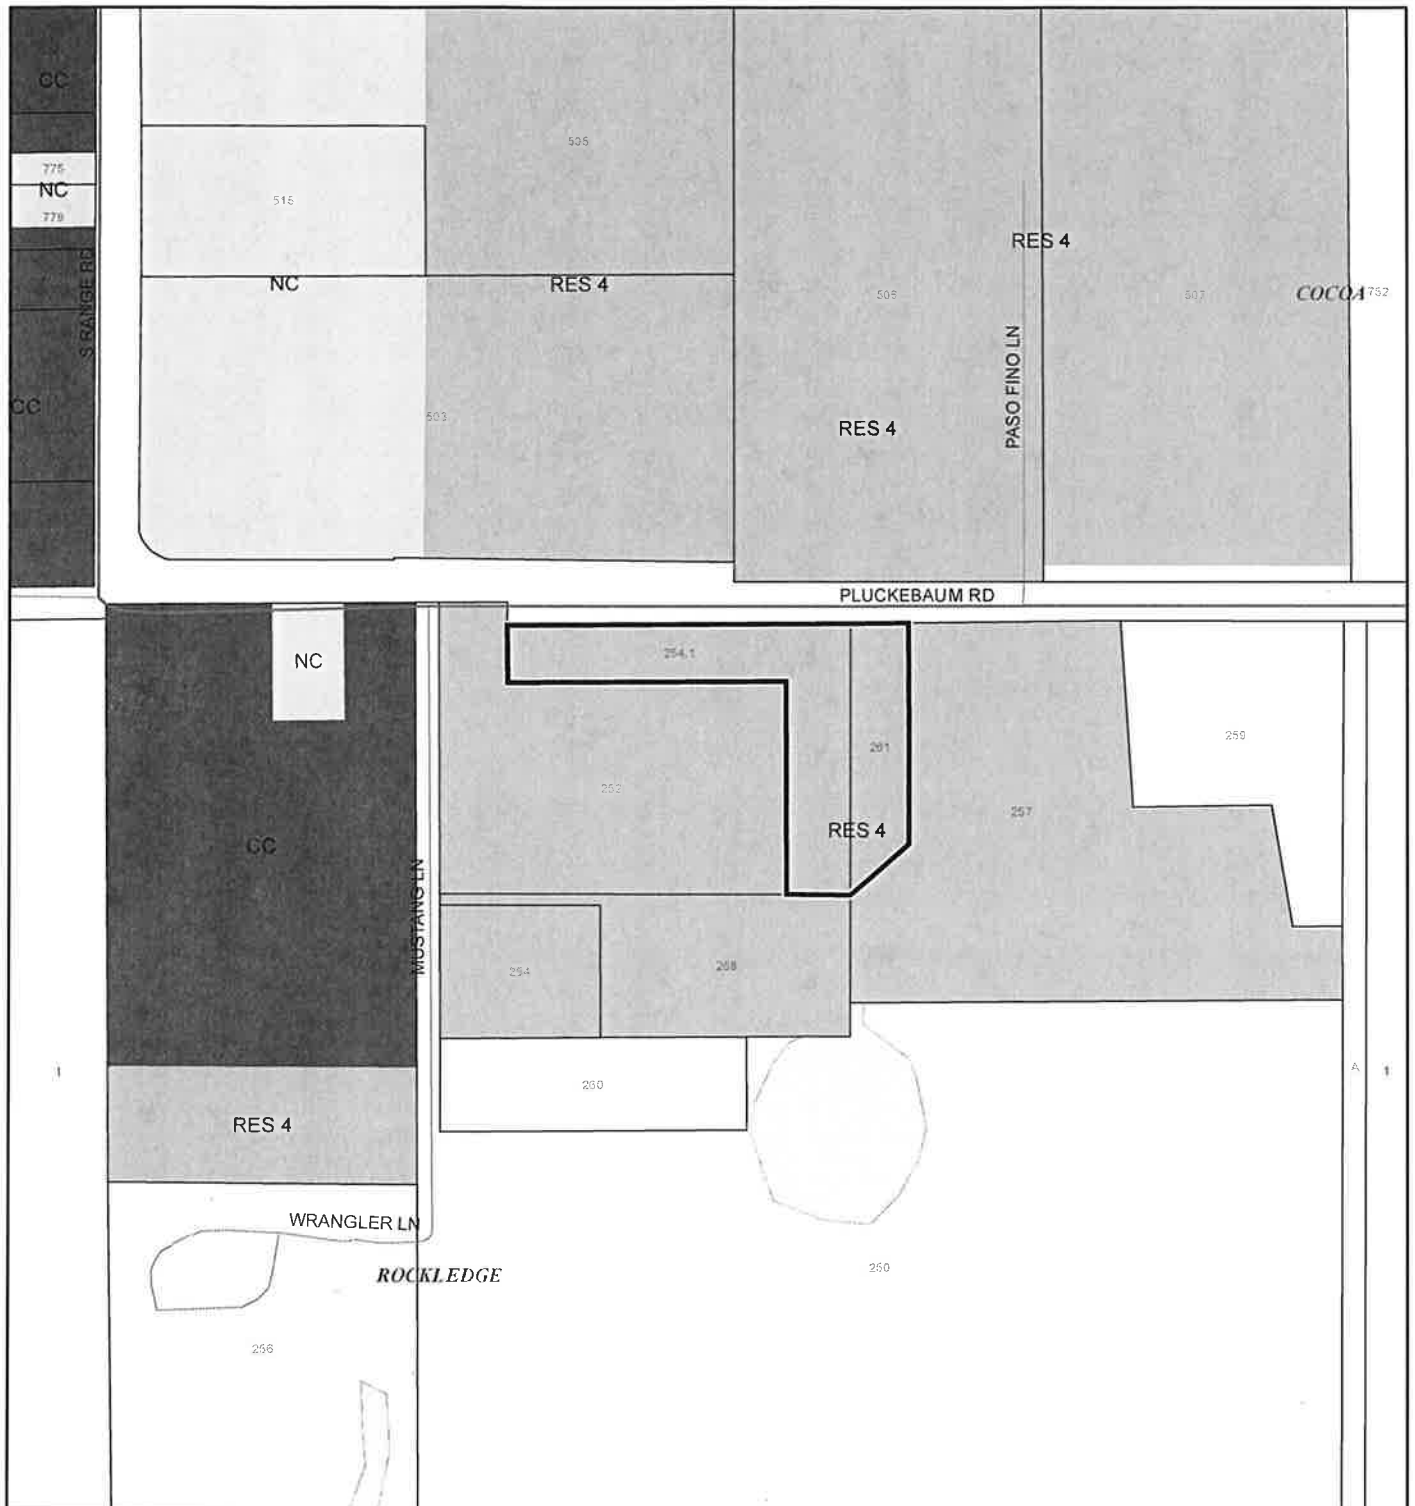 CC
775
NC
779
S RANGE RD
CC
515
505
NC
RES 4
503
506
RES 4
RES 4
507
PASO FINO LN
COCOA
752
PLUCKEBAUM RD
NC
254.1
261
252
RES 4
257
259
CC
MUSTANG LN
254
268
1
260
A
1
RES 4
WRANGLER LN
ROCKLEDGE
250
256